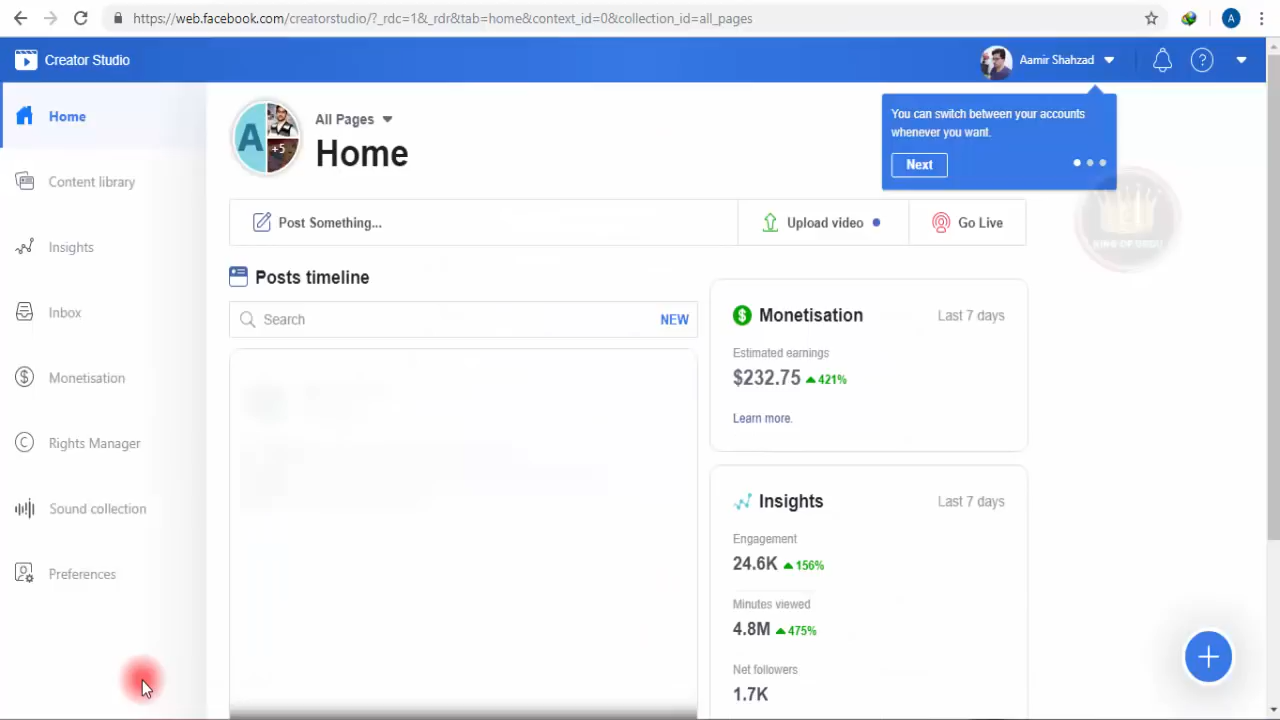 https://web.facebook.com/creatorstudio/?_rdc=1&_rdr&tab=home&context_id=0&collection_id=all_pages
A
Creator Studio
Aamir Shahzad
?
Home
Content library
Insights
Inbox
Monetisation
Rights Manager
Sound collection
Preferences
A
+5
All Pages
Home
You can switch between your accounts
whenever you want.
Next
Post Something...
Upload video
Go Live
Posts timeline
Search
NEW
$ Monetisation
Last 7 days
Estimated earnings
$232.75 421%
Learn more.
Insights
Last 7 days
Engagement
24.6K 156%
Minutes viewed
4.8M 475%
Net followers
1.7K